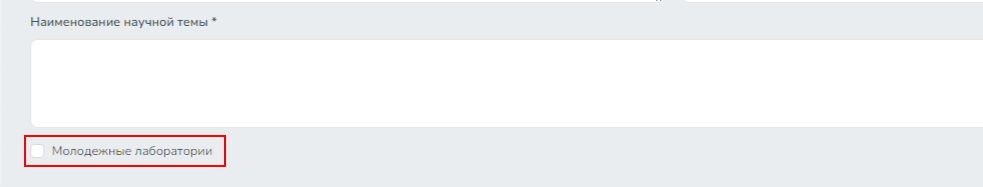 Наименование научной темы *
Молодежные лаборатории